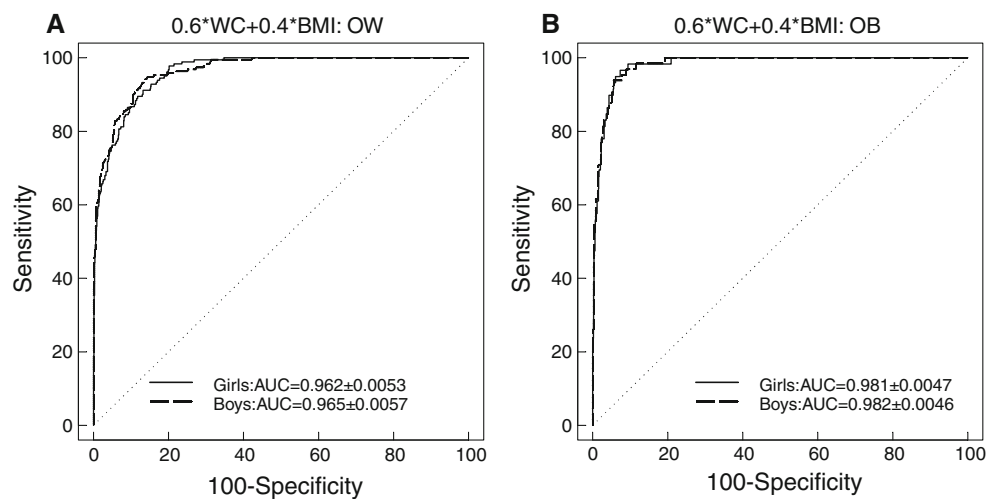 A
0.6*WC+0.4*BMI: OW
100
80
60
40
20
0
Sensitivity
Girls:AUC=0.962±0.0053
Boys:AUC=0.965±0.0057
0 20 40 60 80 100
100-Specificity
B
0.6*WC+0.4*BMI: OB
100
80
60
40
20
0
Sensitivity
Girls:AUC=0.981±0.0047
Boys:AUC=0.982±0.0046
0 20 40 60 80 100
100-Specificity